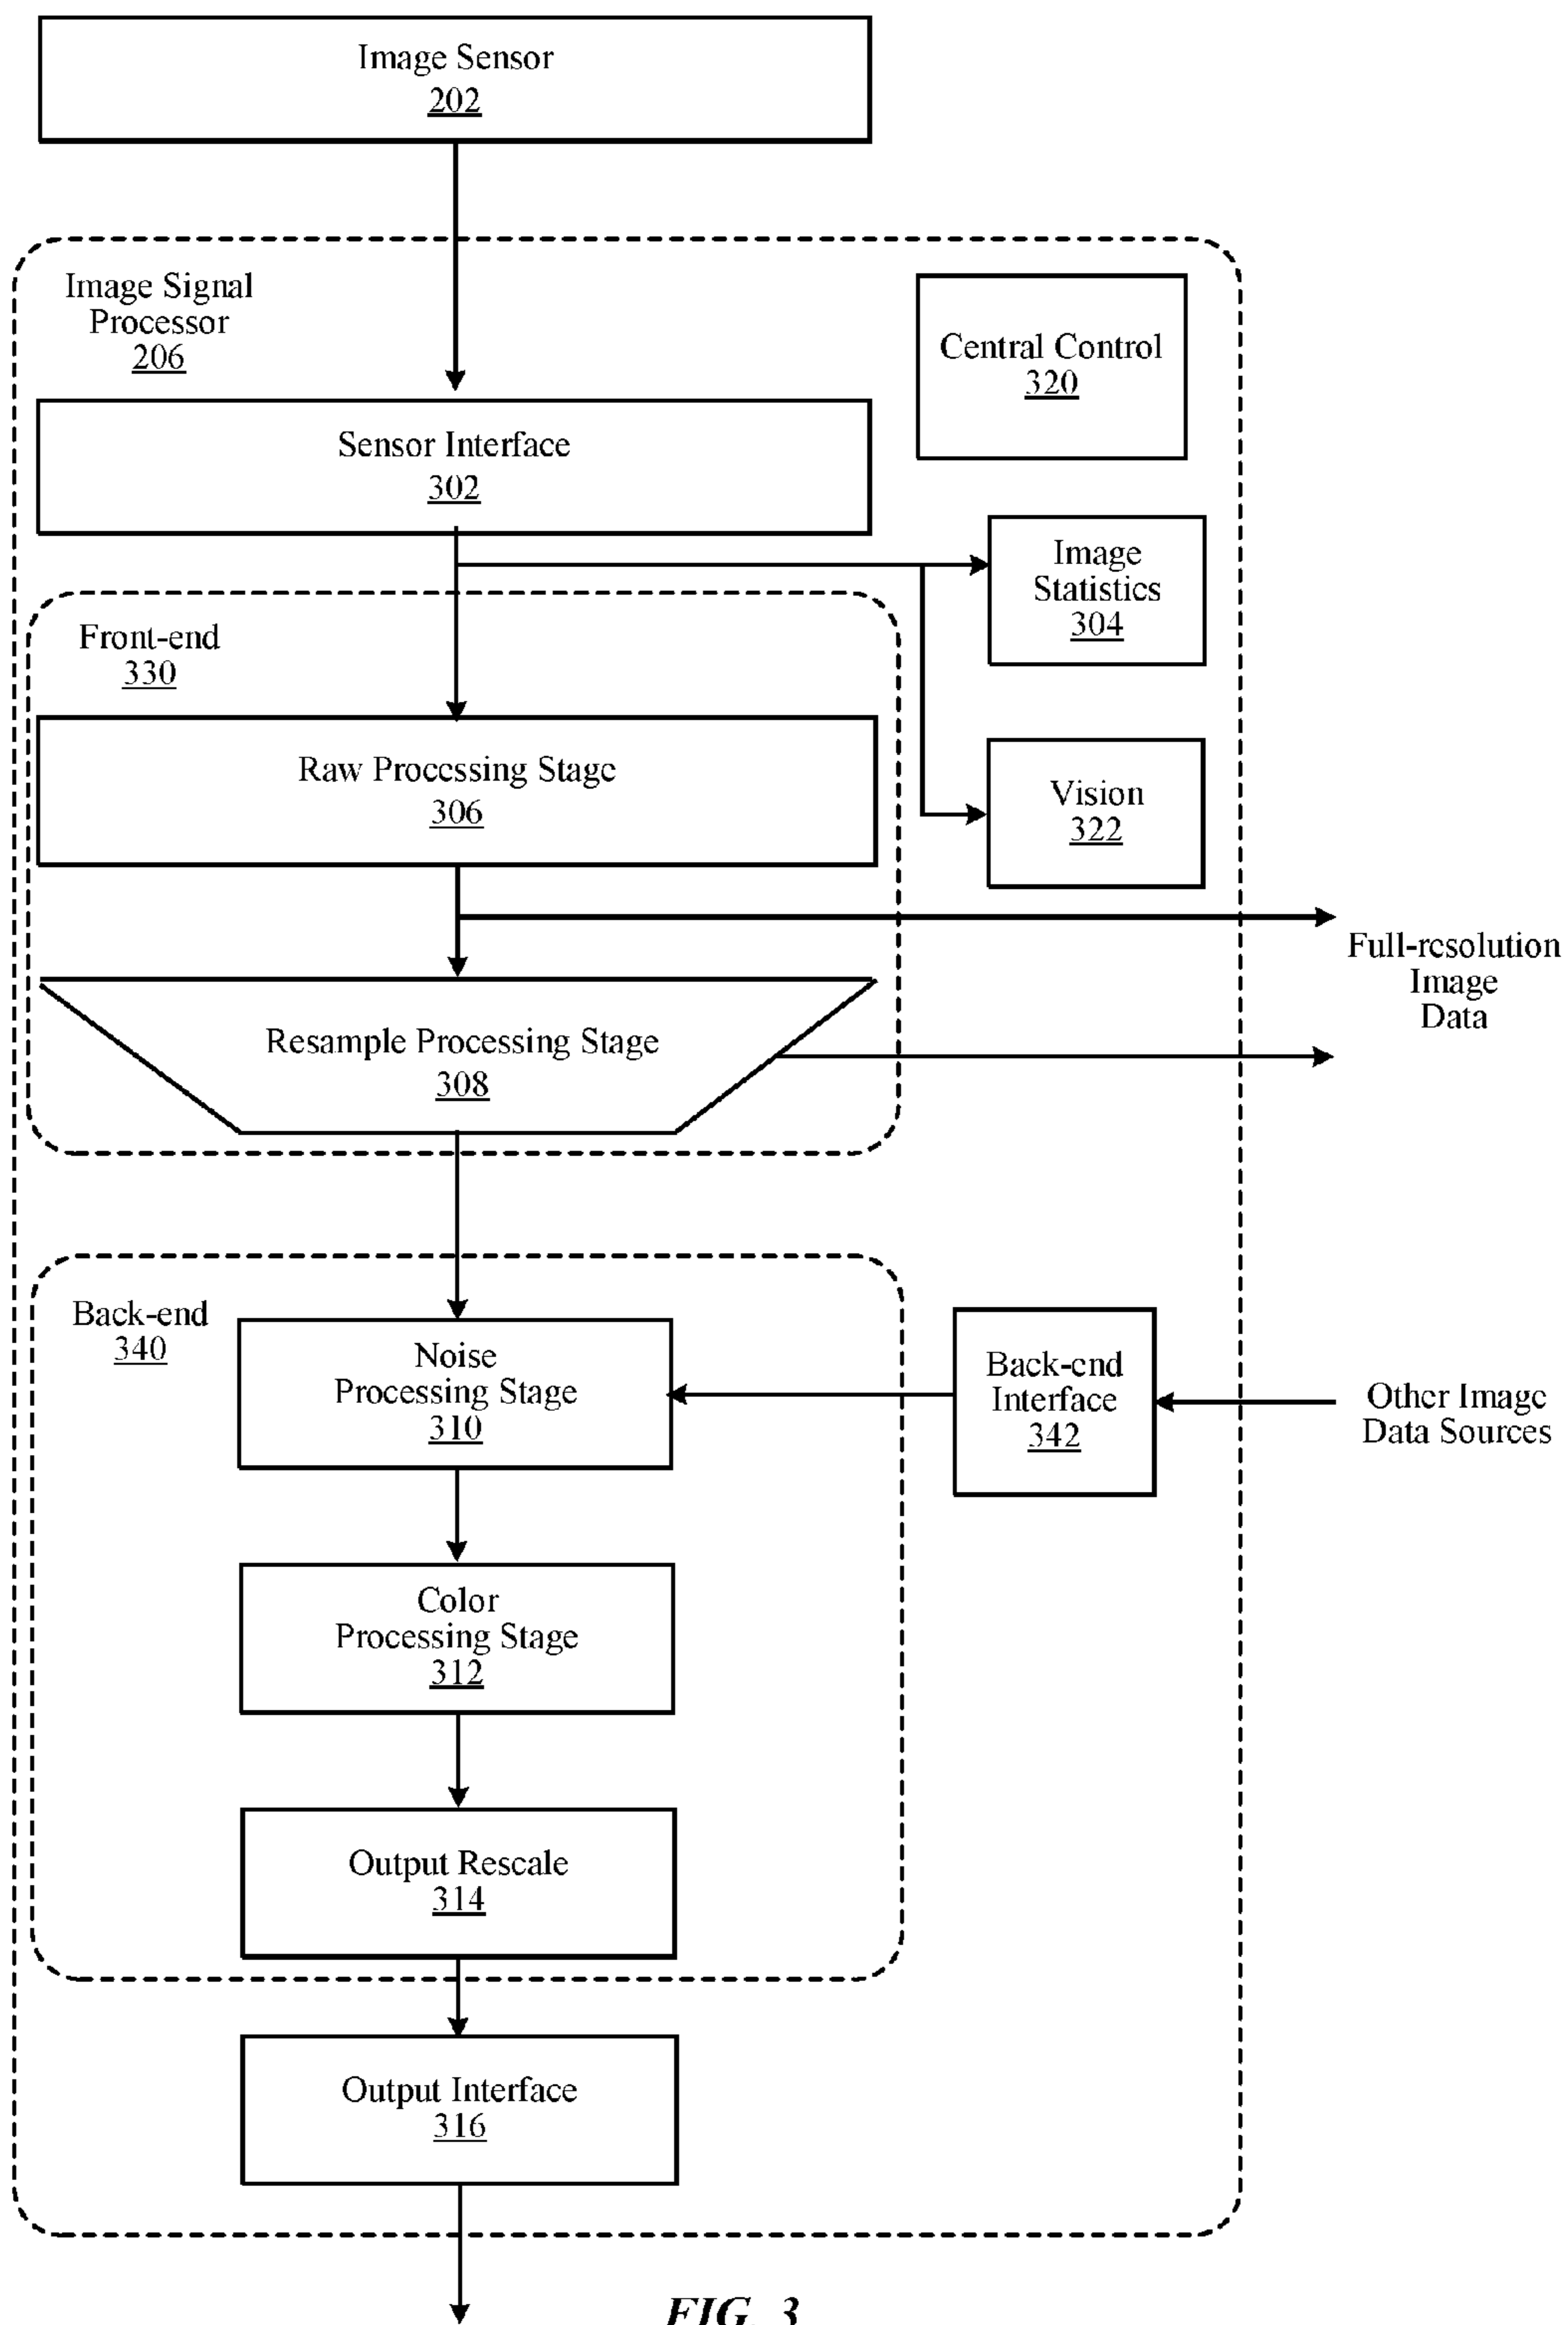 Image Sensor
202
Image Signal
Processor
206
Central Control
320
Sensor Interface
302
Image
Statistics
304
Front-end
330
Raw Processing Stage
306
Vision
322
Full-resolution
Image
Data
Resample Processing Stage
308
Back-end
340
Noise
Processing Stage
310
Back-end
Interface
342
Other Image
Data Sources
Color
Processing Stage
312
Output Rescale
314
Output Interface
316
FIG. 3